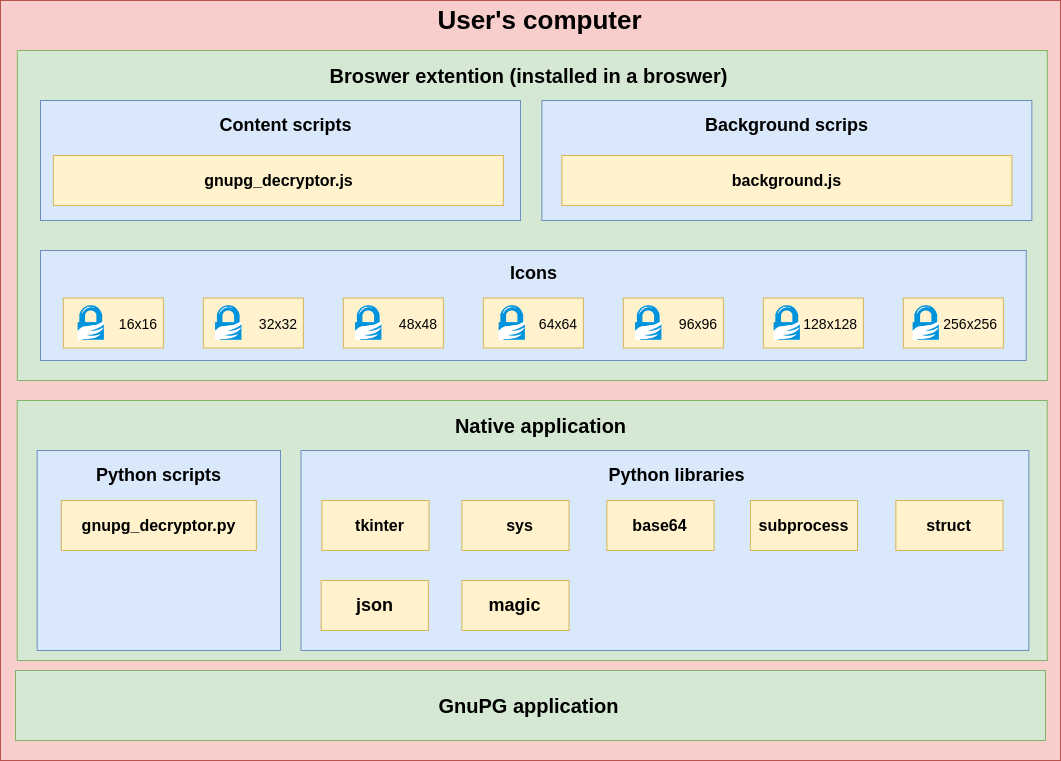 User's computer
Broswer extention (installed in a broswer)
Content scripts
Background scrips
gnupg_decryptor.js
background.js
Icons
16x16
32x32
48x48
64x64
96x96
128x128
256x256
Native application
Python scripts
Python libraries
gnupg_decryptor.py
tkinter
sys
base64
subprocess
struct
json
magic
GnuPG application